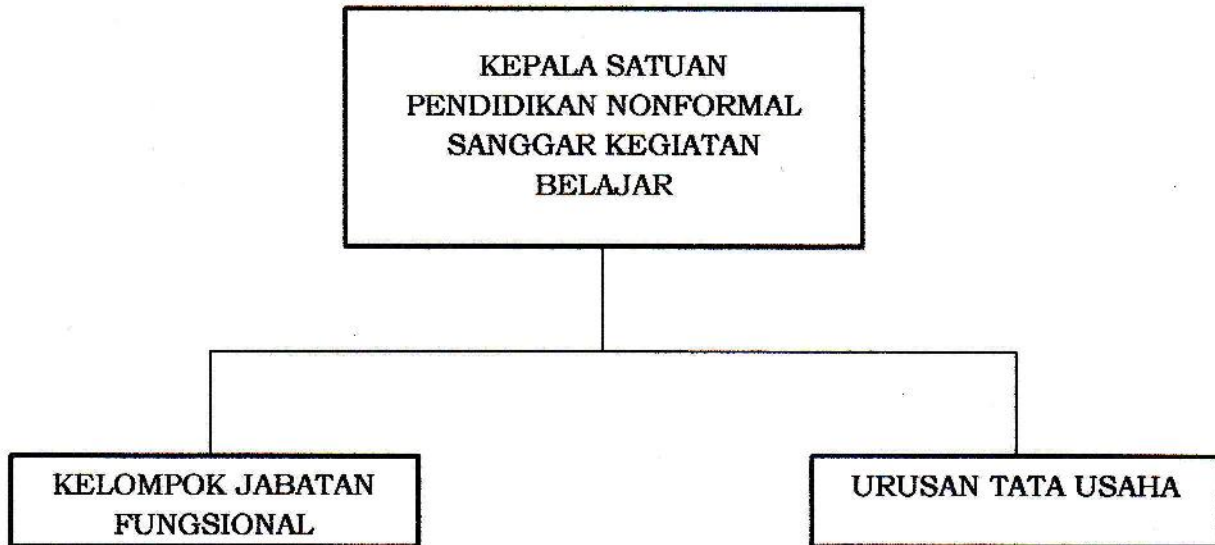 KEPALA SATUAN
PENDIDIKAN NONFORMAL
SANGGAR KEGIATAN
BELAJAR
KELOMPOK JABATAN
FUNGSIONAL
URUSAN TATA USAHA